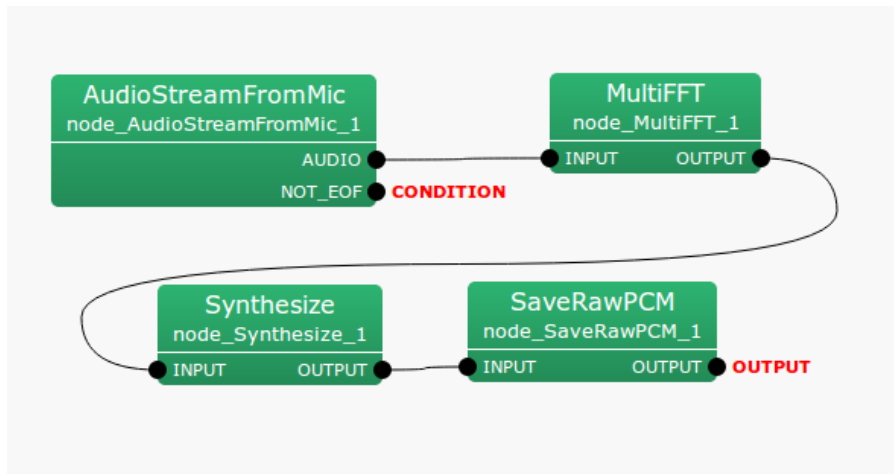 AudioStreamFromMic
node_AudioStreamFromMic_1
AUDIO
NOT_EOF CONDITION
MultiFFT
node_MultiFFT_1
INPUT OUTPUT
Synthesize
node_Synthesize_1
INPUT OUTPUT
SaveRawPCM
node_SaveRawPCM_1
INPUT OUTPUT OUTPUT